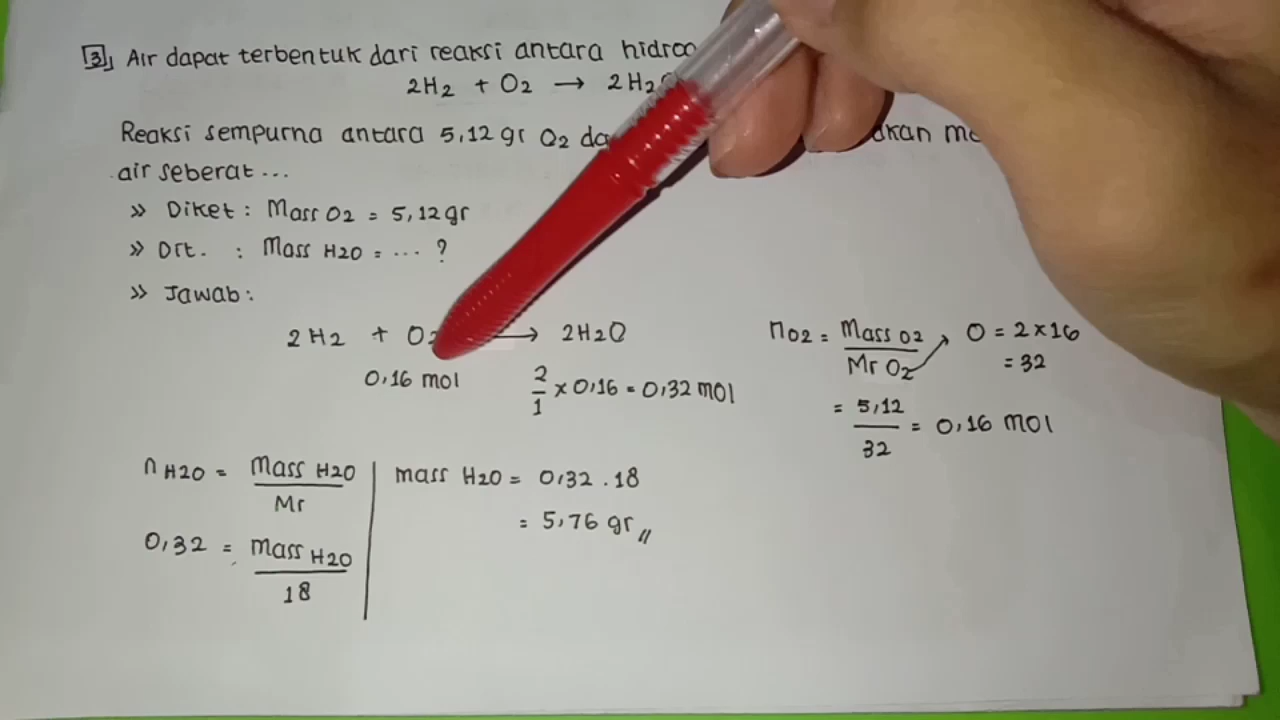 3 Air dapat terbentuk dari reaksi antara
2H2 + O2 → 2H2
Reaksi sempurna antara 5,12 gr O2 akan
air seberat ...
» Diket : Mass O2 = 5,12 gr
» Dit. : Mass H2O = ... ?
» Jawab :
2H2 + O2 → 2H2O
0,16 mol 2/1 x 0,16 = 0,32 mol
nO2 = Mass O2 / Mr O2 → O = 2 x 16
= 32
= 5,12 / 32 = 0,16 mol
n H2O = Mass H2O / Mr
0,32 = Mass H2O / 18
mass H2O = 0,32 . 18
= 5,76 gr //